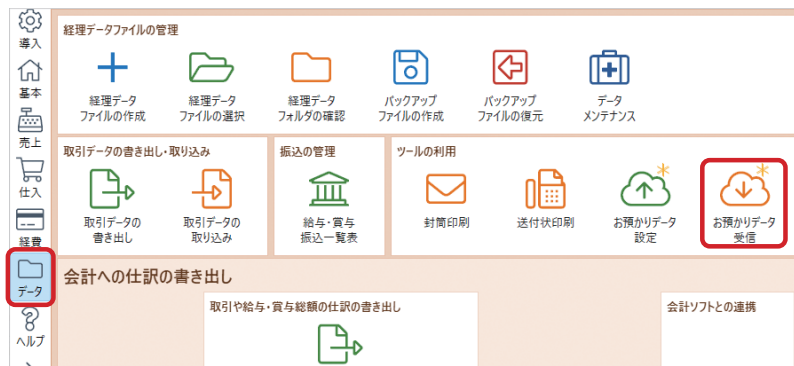 導入
基本
売上
仕入
経費
データ
ヘルプ
経理データファイルの管理
経理データ
ファイルの作成
経理データ
ファイルの選択
経理データ
フォルダの確認
バックアップ
ファイルの作成
バックアップ
ファイルの復元
データ
メンテナンス
取引データの書き出し・取り込み
取引データの
書き出し
取引データの
取り込み
振込の管理
給与・賞与
振込一覧表
ツールの利用
封筒印刷
送付状印刷
お預かりデータ
設定
お預かりデータ
受信
会計への仕訳の書き出し
取引や給与・賞与総額の仕訳の書き出し
会計ソフトとの連携